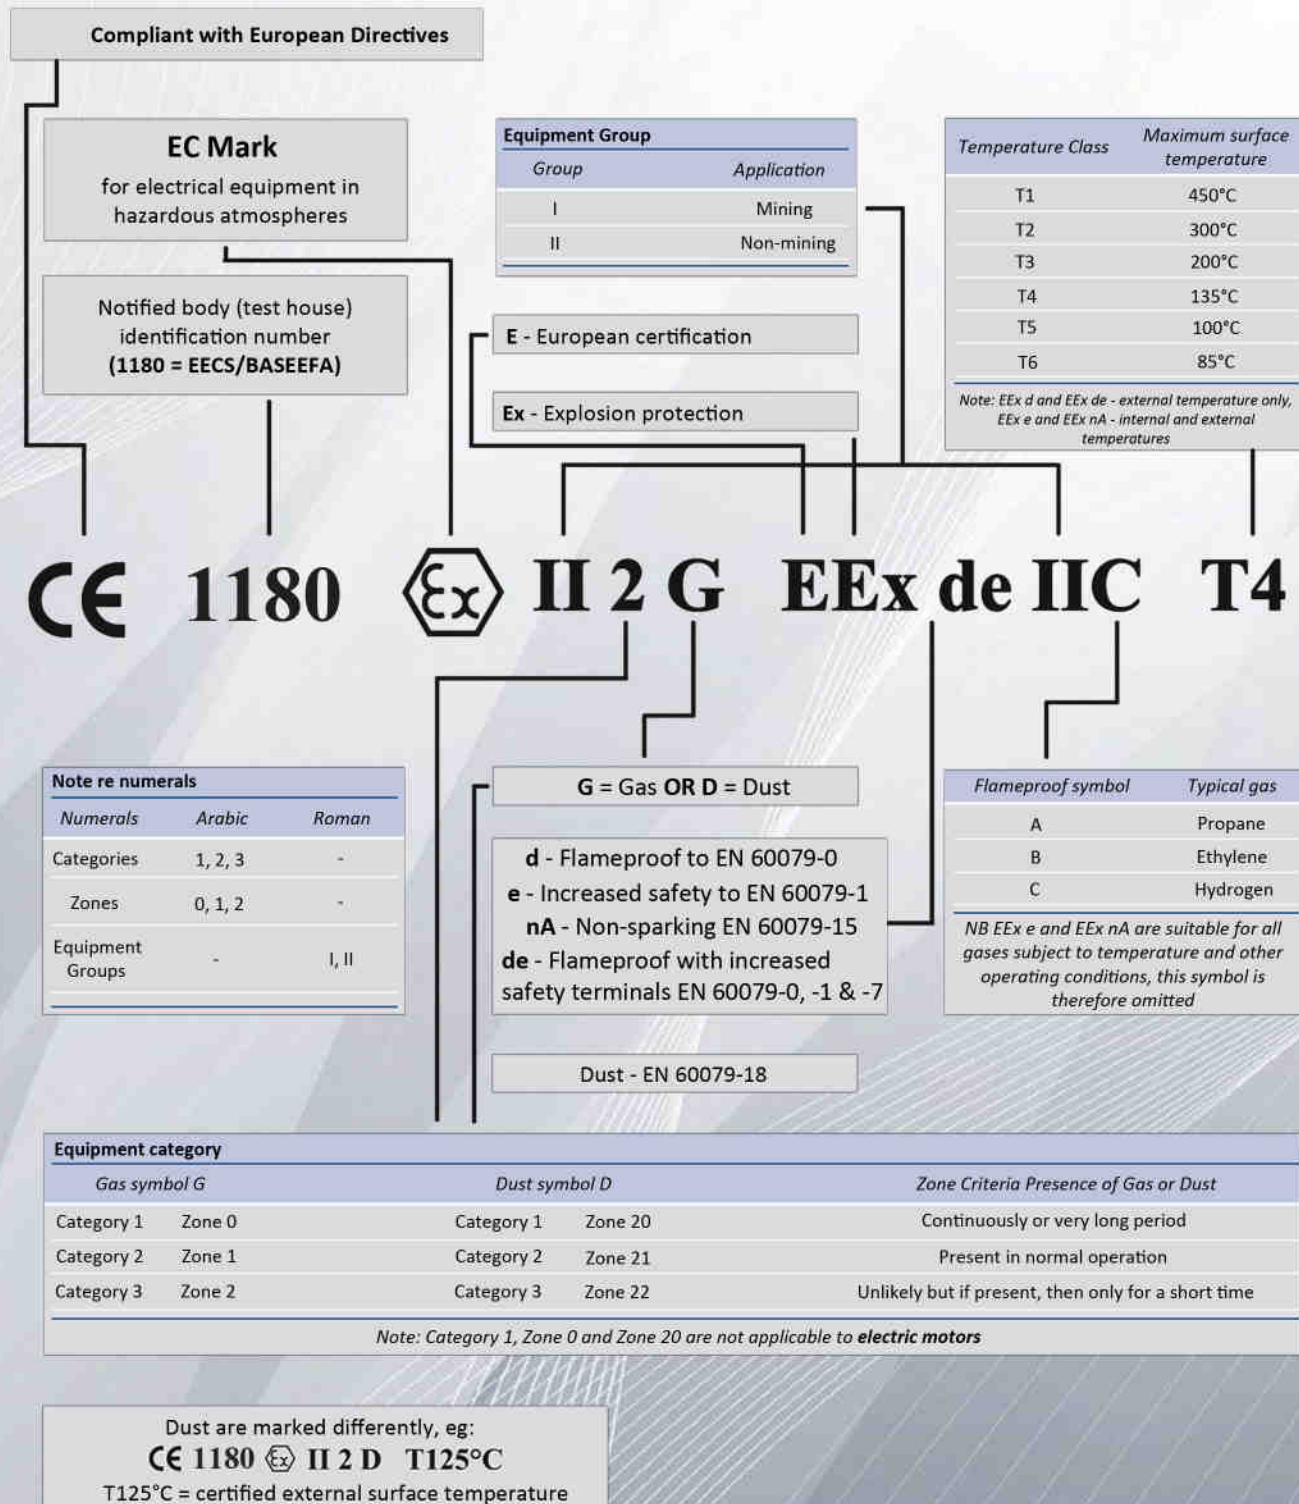 Compliant with European Directives
EC Mark
for electrical equipment in
hazardous atmospheres
Notified body (test house)
identification number
(1180 = EECS/BASEEFA)
Equipment Group
Group Application
I Mining
II Non-mining
E - European certification
Ex - Explosion protection
Temperature Class Maximum surface
temperature
T1 450°C
T2 300°C
T3 200°C
T4 135°C
T5 100°C
T6 85°C
Note: EEx d and EEx de - external temperature only,
EEx e and EEx nA - internal and external
temperatures
CE 1180 Ex II 2 G EEx de IIC T4
Note re numerals
Numerals Arabic Roman
Categories 1, 2, 3 -
Zones 0, 1, 2 -
Equipment
Groups - I, II
G = Gas OR D = Dust
d - Flameproof to EN 60079-0
e - Increased safety to EN 60079-1
nA - Non-sparking EN 60079-15
de - Flameproof with increased
safety terminals EN 60079-0, -1 & -7
Dust - EN 60079-18
Flameproof symbol Typical gas
A Propane
B Ethylene
C Hydrogen
NB EEx e and EEx nA are suitable for all
gases subject to temperature and other
operating conditions, this symbol is
therefore omitted
Equipment category
Gas symbol G Dust symbol D Zone Criteria Presence of Gas or Dust
Category 1 Zone 0 Category 1 Zone 20 Continuously or very long period
Category 2 Zone 1 Category 2 Zone 21 Present in normal operation
Category 3 Zone 2 Category 3 Zone 22 Unlikely but if present, then only for a short time
Note: Category 1, Zone 0 and Zone 20 are not applicable to electric motors
Dust are marked differently, eg:
CE 1180 Ex II 2 D T125°C
T125°C = certified external surface temperature